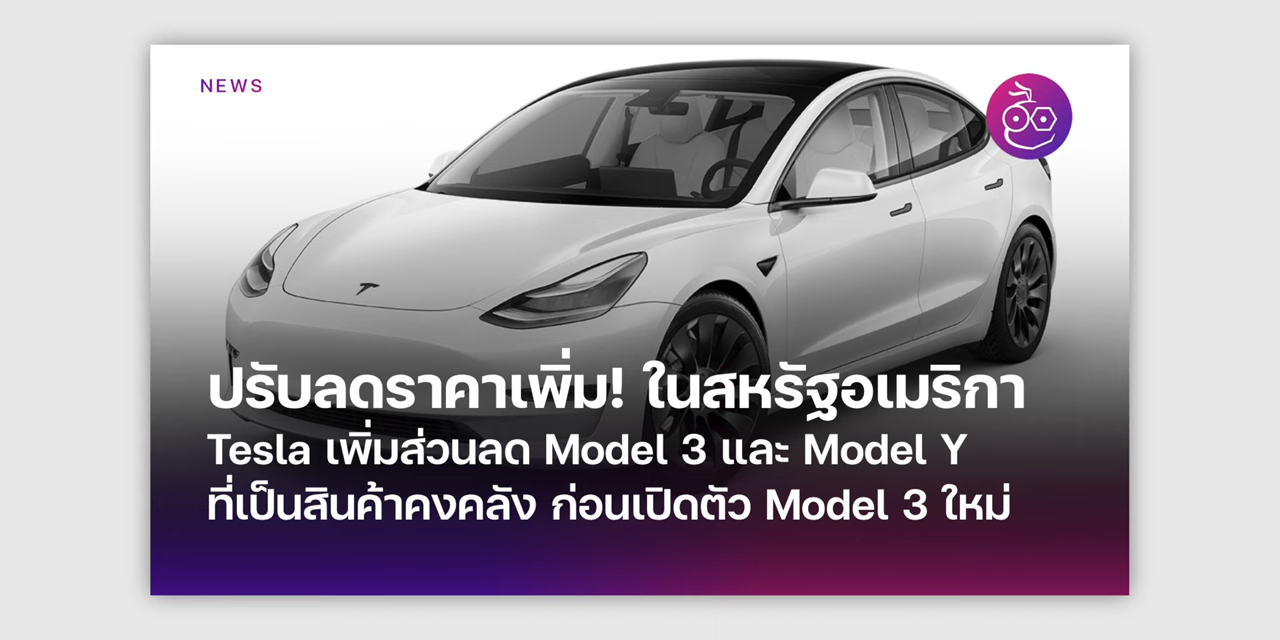 NEWS
ปรับลดราคาเพิ่ม! ในสหรัฐอเมริกา
Tesla เพิ่มส่วนลด Model 3 และ Model Y
ที่เป็นสินค้าคงคลัง ก่อนเปิดตัว Model 3 ใหม่